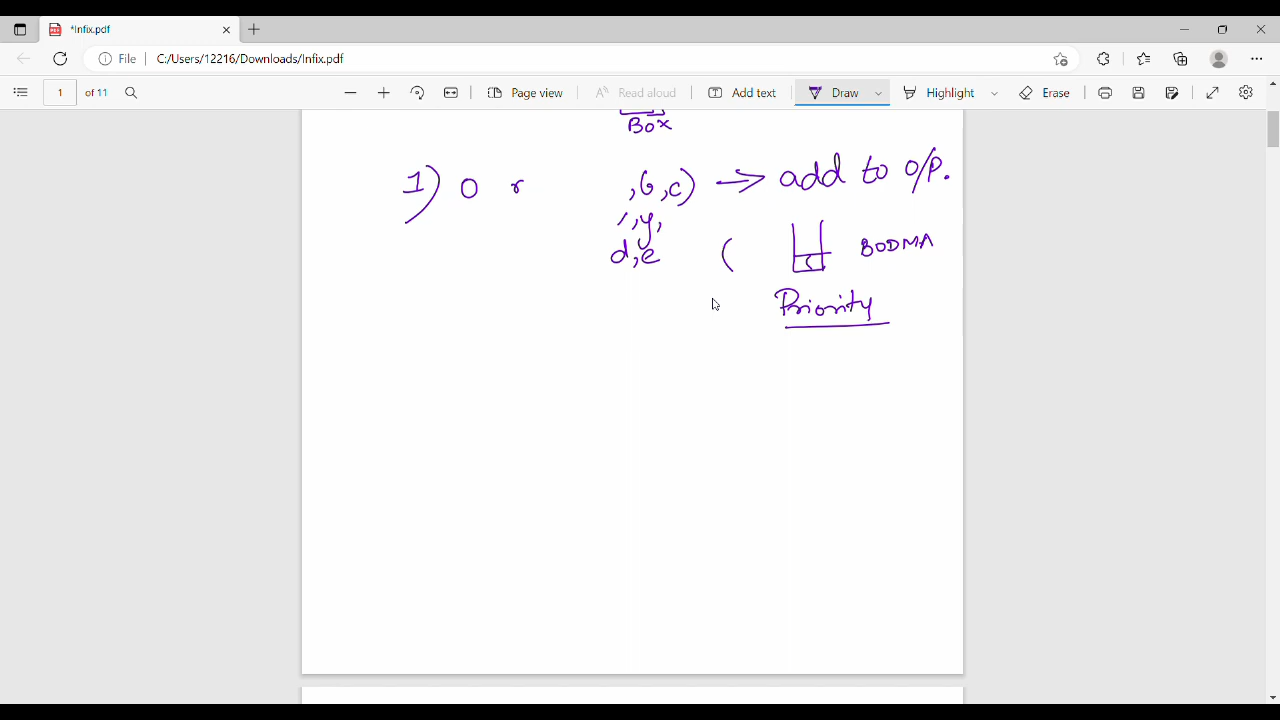 *Infix.pdf
File C:/Users/12216/Downloads/Infix.pdf
1 of 11 Page view Read aloud Add text Draw Highlight Erase
Box
1) O r ,b,c) → add to O/P.
,y,
d,e ( BODMA
Priority